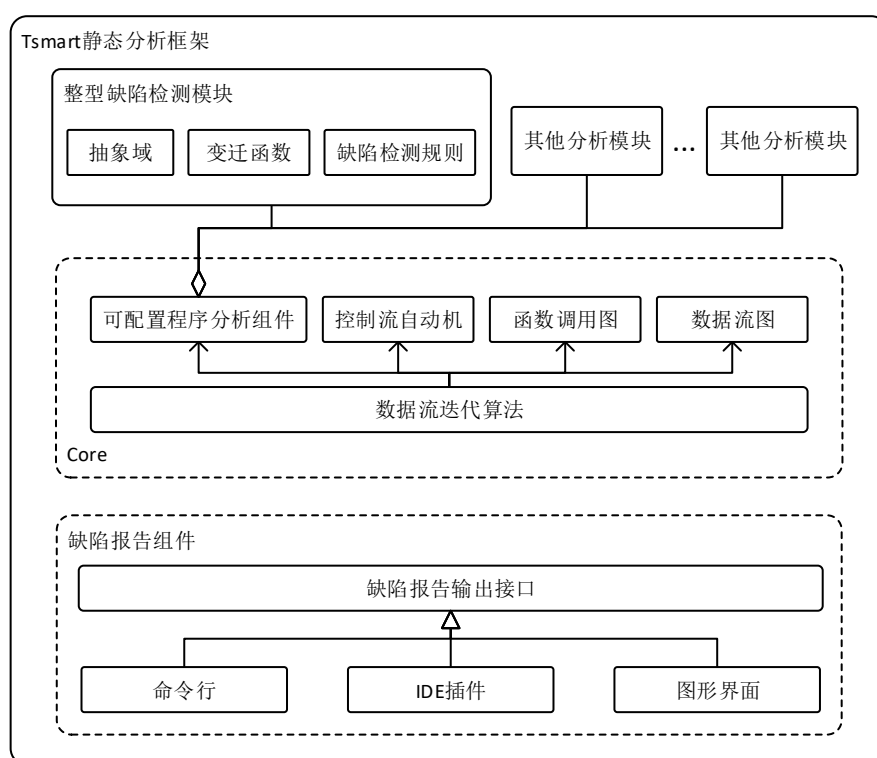 Tsmart静态分析框架
整型缺陷检测模块
抽象域
变迁函数
缺陷检测规则
其他分析模块
...
其他分析模块
可配置程序分析组件
控制流自动机
函数调用图
数据流图
数据流迭代算法
Core
缺陷报告组件
缺陷报告输出接口
命令行
IDE插件
图形界面